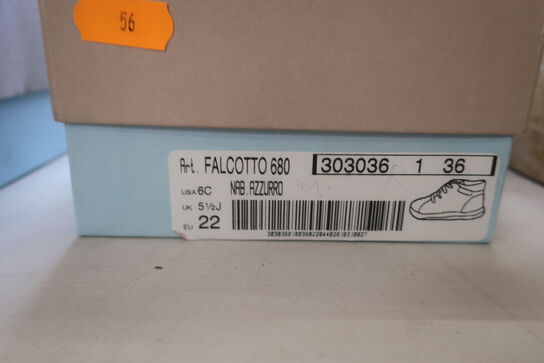 56
Art. FALCOTTO 680 303036 1 36
USA 6C NAB.AZZURRO
UK 5½J
EU 22